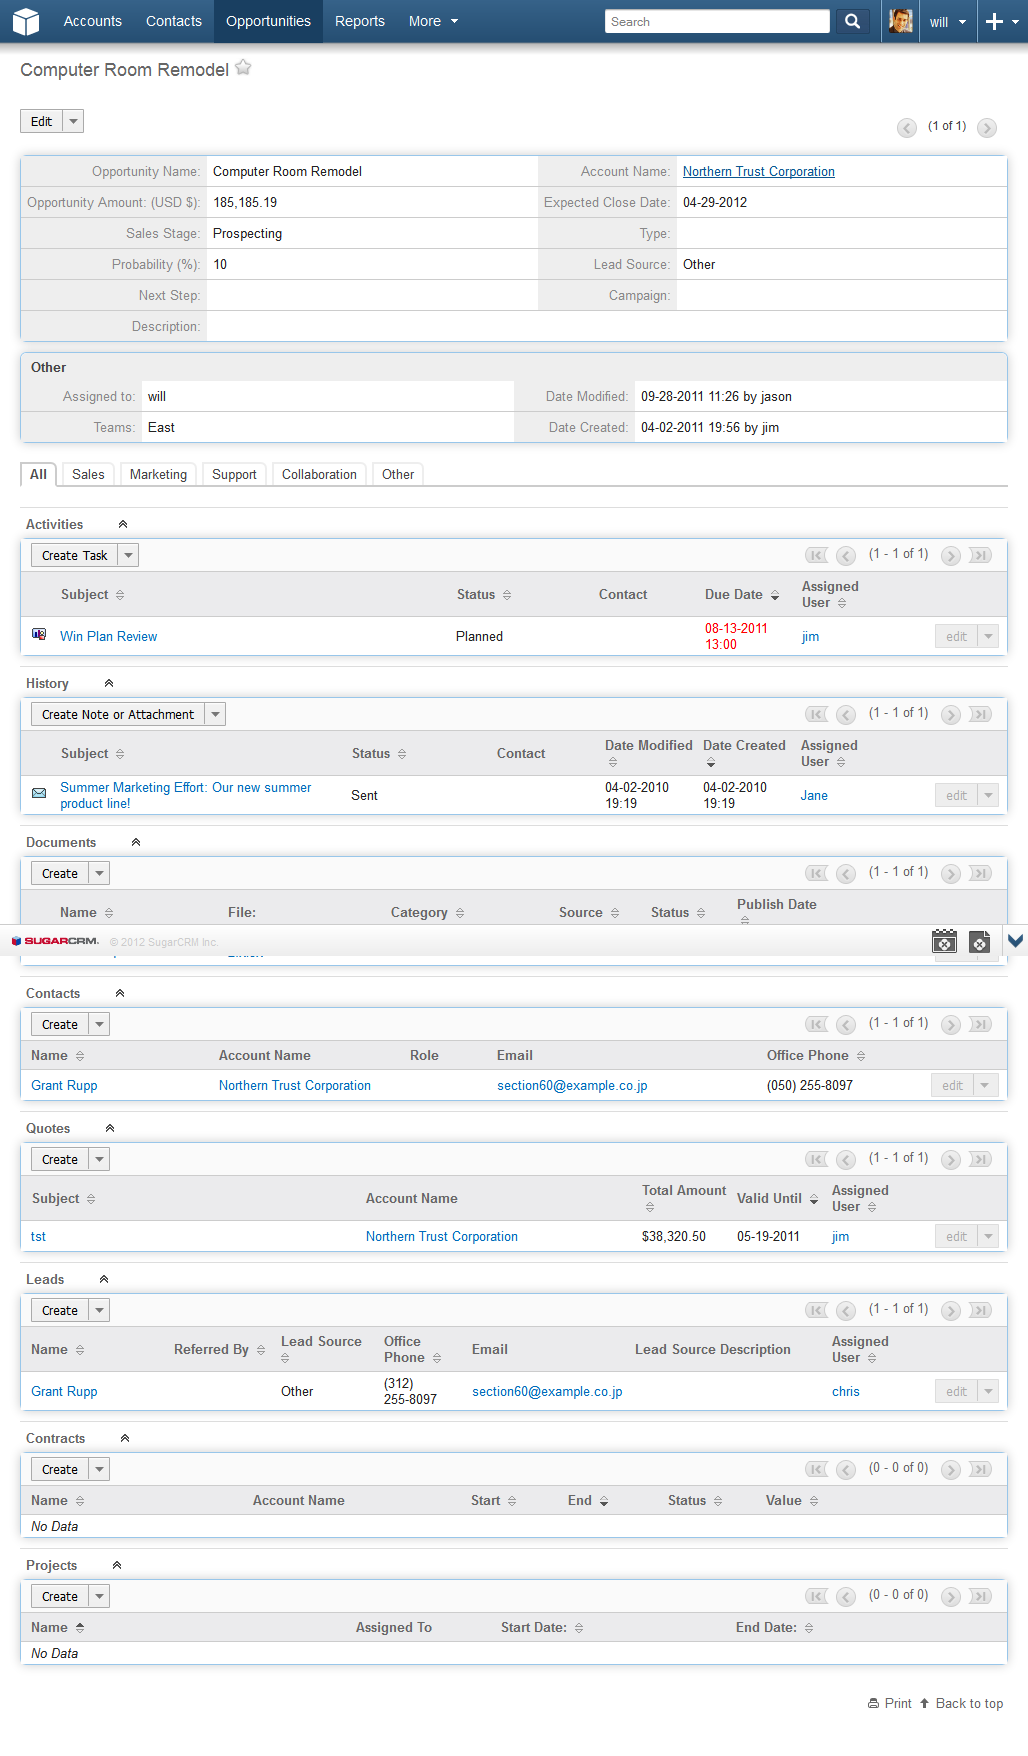 Accounts Contacts Opportunities Reports More Search will
Computer Room Remodel
Edit
(1 of 1)
Opportunity Name: Computer Room Remodel Account Name: Northern Trust Corporation
Opportunity Amount: (USD $): 185,185.19 Expected Close Date: 04-29-2012
Sales Stage: Prospecting Type:
Probability (%): 10 Lead Source: Other
Next Step: Campaign:
Description:
Other
Assigned to: will Date Modified: 09-28-2011 11:26 by jason
Teams: East Date Created: 04-02-2011 19:56 by jim
All Sales Marketing Support Collaboration Other
Activities
Create Task (1 - 1 of 1)
Subject Status Contact Due Date Assigned User
Win Plan Review Planned 08-13-2011 13:00 jim edit
History
Create Note or Attachment (1 - 1 of 1)
Subject Status Contact Date Modified Date Created Assigned User
Summer Marketing Effort: Our new summer product line! Sent 04-02-2010 19:19 04-02-2010 19:19 Jane edit
Documents
Create (1 - 1 of 1)
Name File: Category Source Status Publish Date
SUGARCRM. © 2012 SugarCRM Inc.
Contacts
Create (1 - 1 of 1)
Name Account Name Role Email Office Phone
Grant Rupp Northern Trust Corporation section60@example.co.jp (050) 255-8097 edit
Quotes
Create (1 - 1 of 1)
Subject Account Name Total Amount Valid Until Assigned User
tst Northern Trust Corporation $38,320.50 05-19-2011 jim edit
Leads
Create (1 - 1 of 1)
Name Referred By Lead Source Office Phone Email Lead Source Description Assigned User
Grant Rupp Other (312) 255-8097 section60@example.co.jp chris edit
Contracts
Create (0 - 0 of 0)
Name Account Name Start End Status Value
No Data
Projects
Create (0 - 0 of 0)
Name Assigned To Start Date: End Date:
No Data
Print Back to top